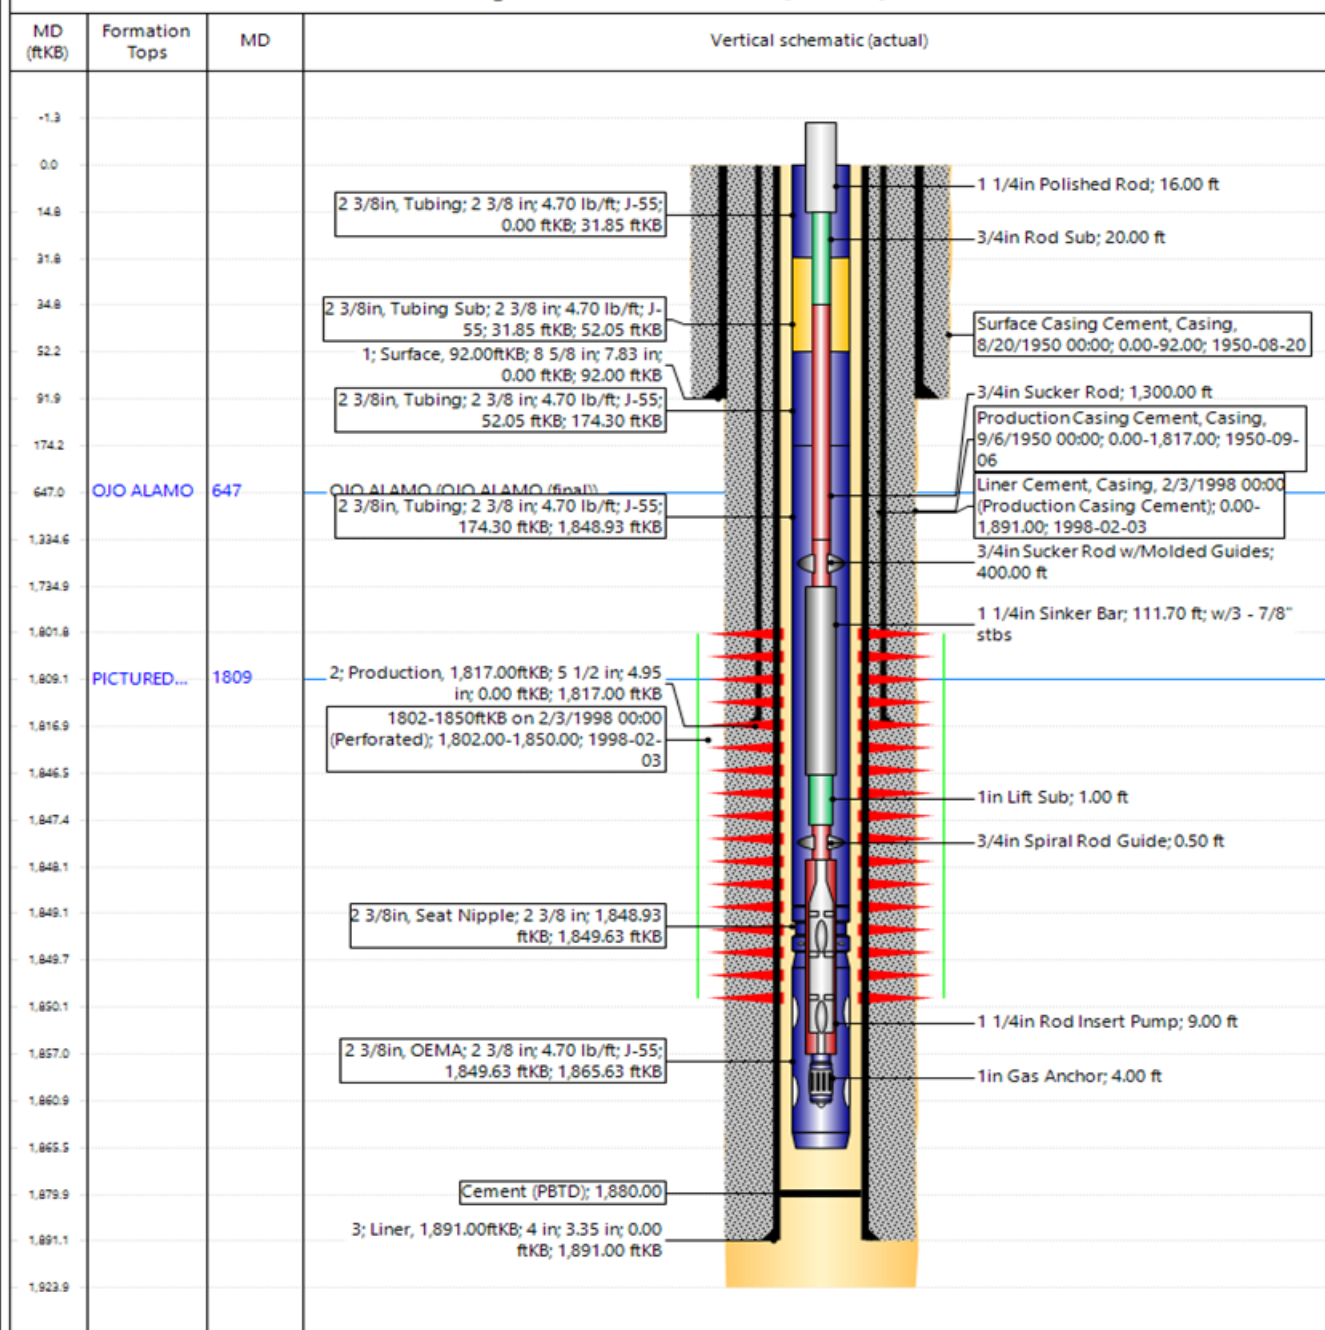 MD
(ftKB)
Formation
Tops
MD
Vertical schematic (actual)
-1.3
0.0
1 1/4in Polished Rod; 16.00 ft
2 3/8in, Tubing; 2 3/8 in; 4.70 lb/ft; J-55;
0.00 ftKB; 31.85 ftKB
14.8
3/4in Rod Sub; 20.00 ft
31.8
2 3/8in, Tubing Sub; 2 3/8 in; 4.70 lb/ft; J-
55; 31.85 ftKB; 52.05 ftKB
34.8
Surface Casing Cement, Casing,
8/20/1950 00:00; 0.00-92.00; 1950-08-20
52.2
1; Surface, 92.00ftKB; 8 5/8 in; 7.83 in;
0.00 ftKB; 92.00 ftKB
91.9
2 3/8in, Tubing; 2 3/8 in; 4.70 lb/ft; J-55;
52.05 ftKB; 174.30 ftKB
3/4in Sucker Rod; 1,300.00 ft
Production Casing Cement, Casing,
9/6/1950 00:00; 0.00-1,817.00; 1950-09-
06
174.2
647.0
OJO ALAMO
647
OJO ALAMO (OJO ALAMO (final))
Liner Cement, Casing, 2/3/1998 00:00
(Production Casing Cement); 0.00-
1,891.00; 1998-02-03
2 3/8in, Tubing; 2 3/8 in; 4.70 lb/ft; J-55;
174.30 ftKB; 1,848.93 ftKB
1,334.6
3/4in Sucker Rod w/Molded Guides;
400.00 ft
1,734.9
1 1/4in Sinker Bar; 111.70 ft; w/3 - 7/8"
stbs
1,801.8
1,809.1
PICTURED...
1809
2; Production, 1,817.00ftKB; 5 1/2 in; 4.95
in; 0.00 ftKB; 1,817.00 ftKB
1,816.9
1802-1850ftKB on 2/3/1998 00:00
(Perforated); 1,802.00-1,850.00; 1998-02-
03
1,846.5
1in Lift Sub; 1.00 ft
1,847.4
3/4in Spiral Rod Guide; 0.50 ft
1,848.1
1,849.1
2 3/8in, Seat Nipple; 2 3/8 in; 1,848.93
ftKB; 1,849.63 ftKB
1,849.7
1,850.1
1 1/4in Rod Insert Pump; 9.00 ft
1,857.0
2 3/8in, OEMA; 2 3/8 in; 4.70 lb/ft; J-55;
1,849.63 ftKB; 1,865.63 ftKB
1in Gas Anchor; 4.00 ft
1,860.9
1,865.5
1,879.9
Cement (PBTD); 1,880.00
1,891.1
3; Liner, 1,891.00ftKB; 4 in; 3.35 in; 0.00
ftKB; 1,891.00 ftKB
1,923.9